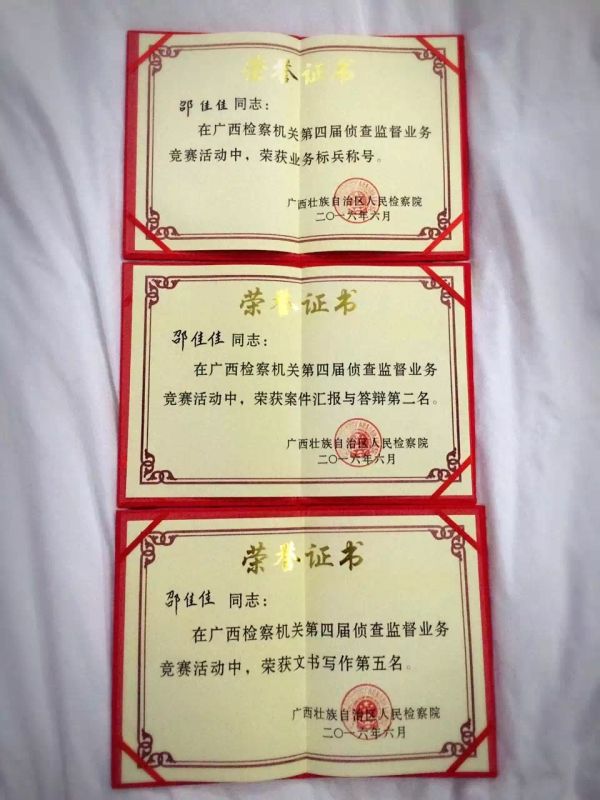 荣誉证书
邵佳佳同志：
在广西检察机关第四届侦查监督业务
竞赛活动中，荣获业务标兵称号。
广西壮族自治区人民检察院
二〇一六年六月
荣誉证书
邵佳佳同志：
在广西检察机关第四届侦查监督业务
竞赛活动中，荣获案件汇报与答辩第二名。
广西壮族自治区人民检察院
二〇一六年六月
荣誉证书
邵佳佳同志：
在广西检察机关第四届侦查监督业务
竞赛活动中，荣获文书写作第五名。
广西壮族自治区人民检察院
二〇一六年六月